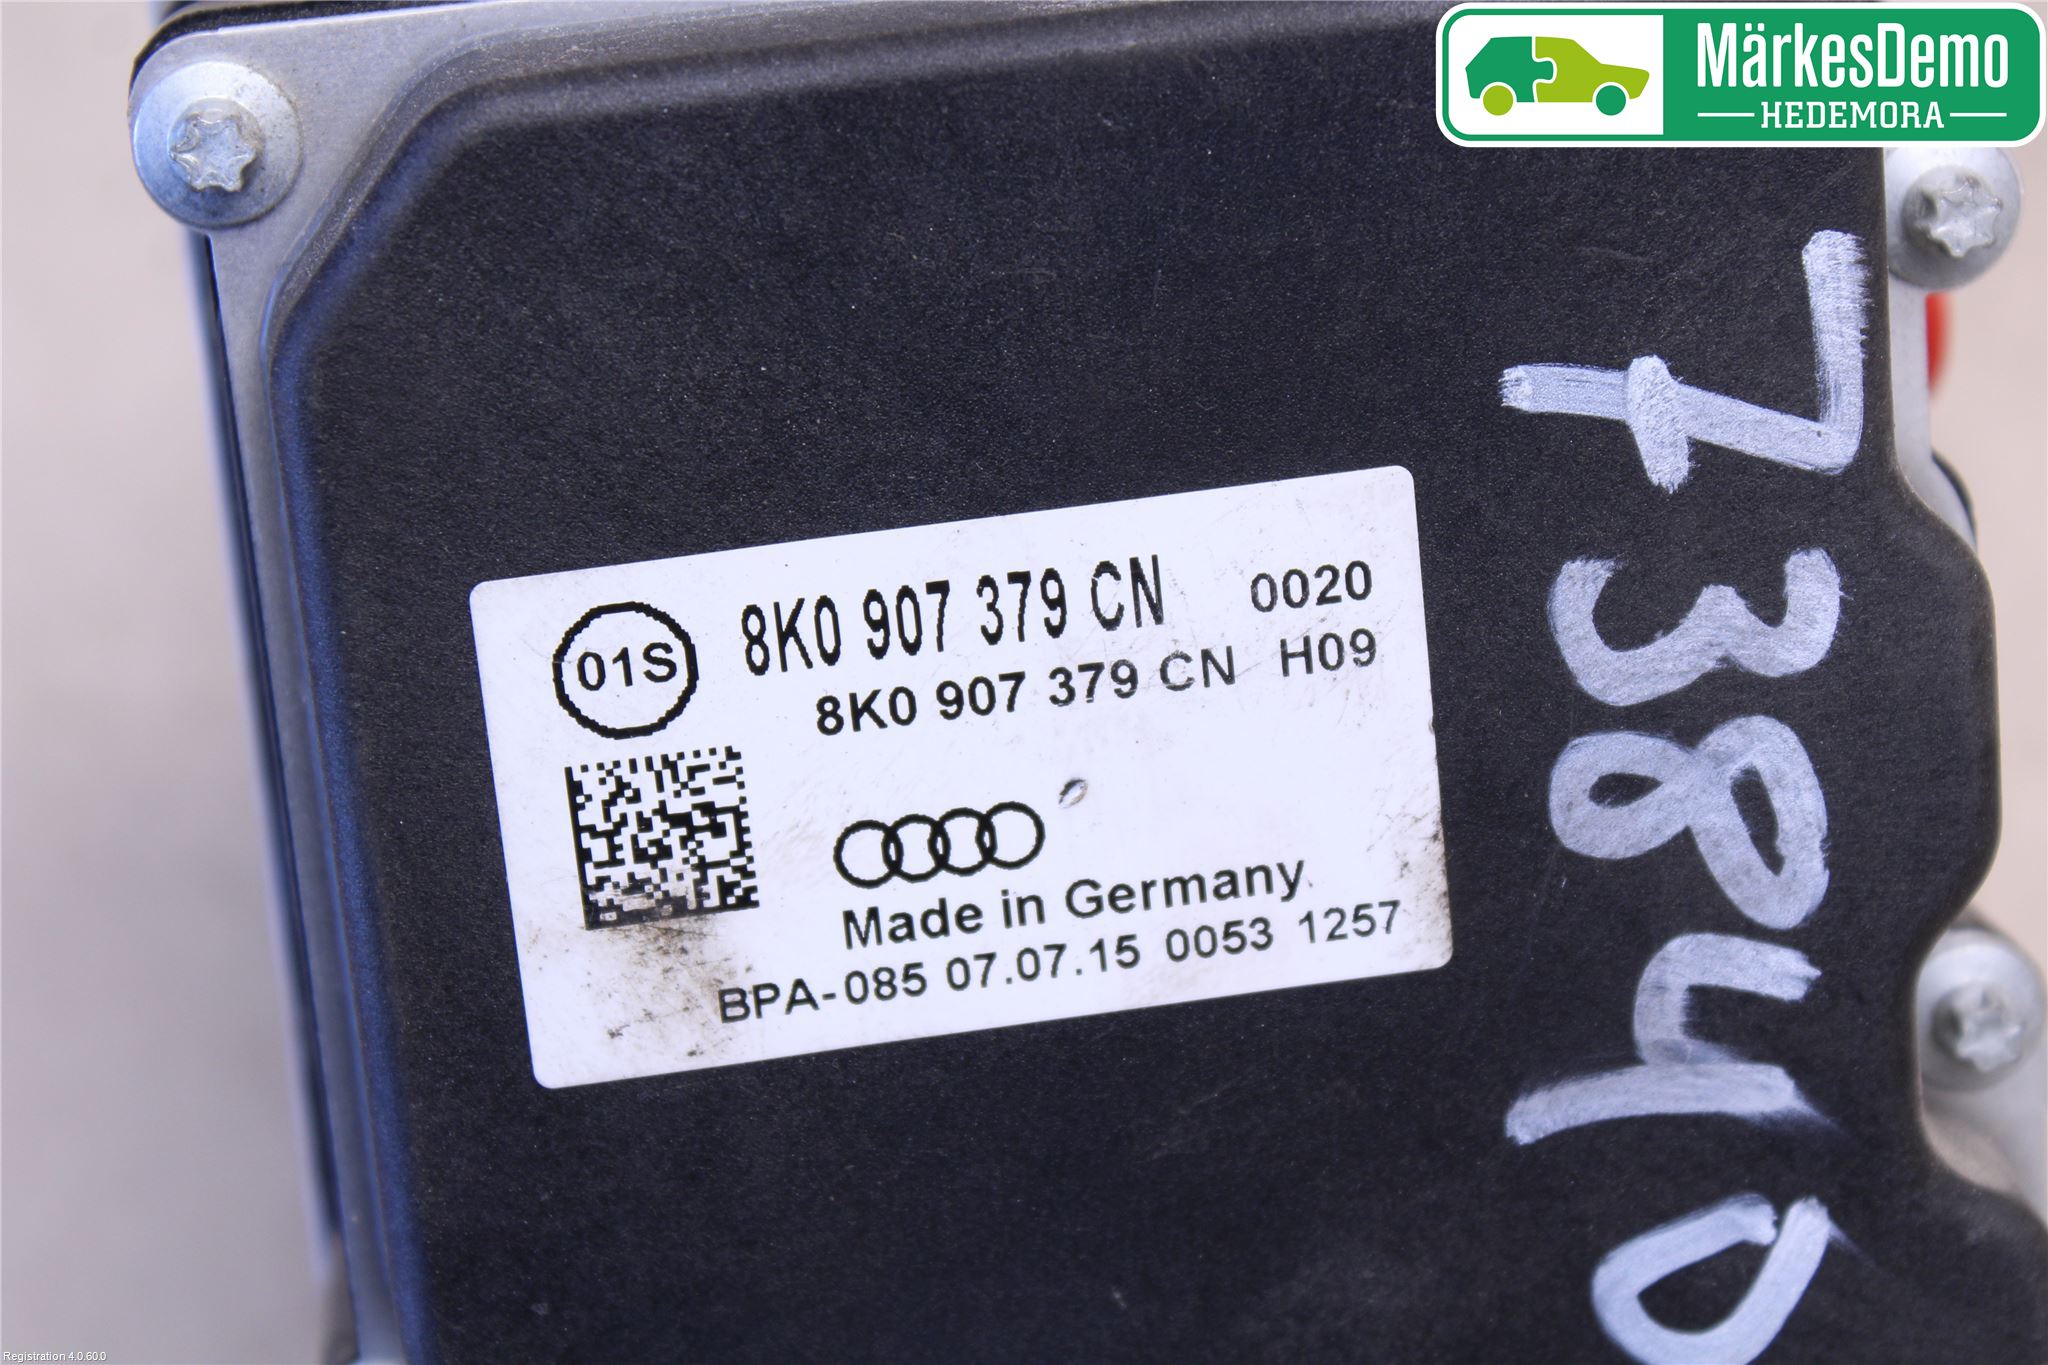 MärkesDemo
HEDEMORA
01S
8K0 907 379 CN 0020
8K0 907 379 CN H09
Made in Germany
BPA-085 07.07.15 0053 1257
73840
Registration 4.0.60.0